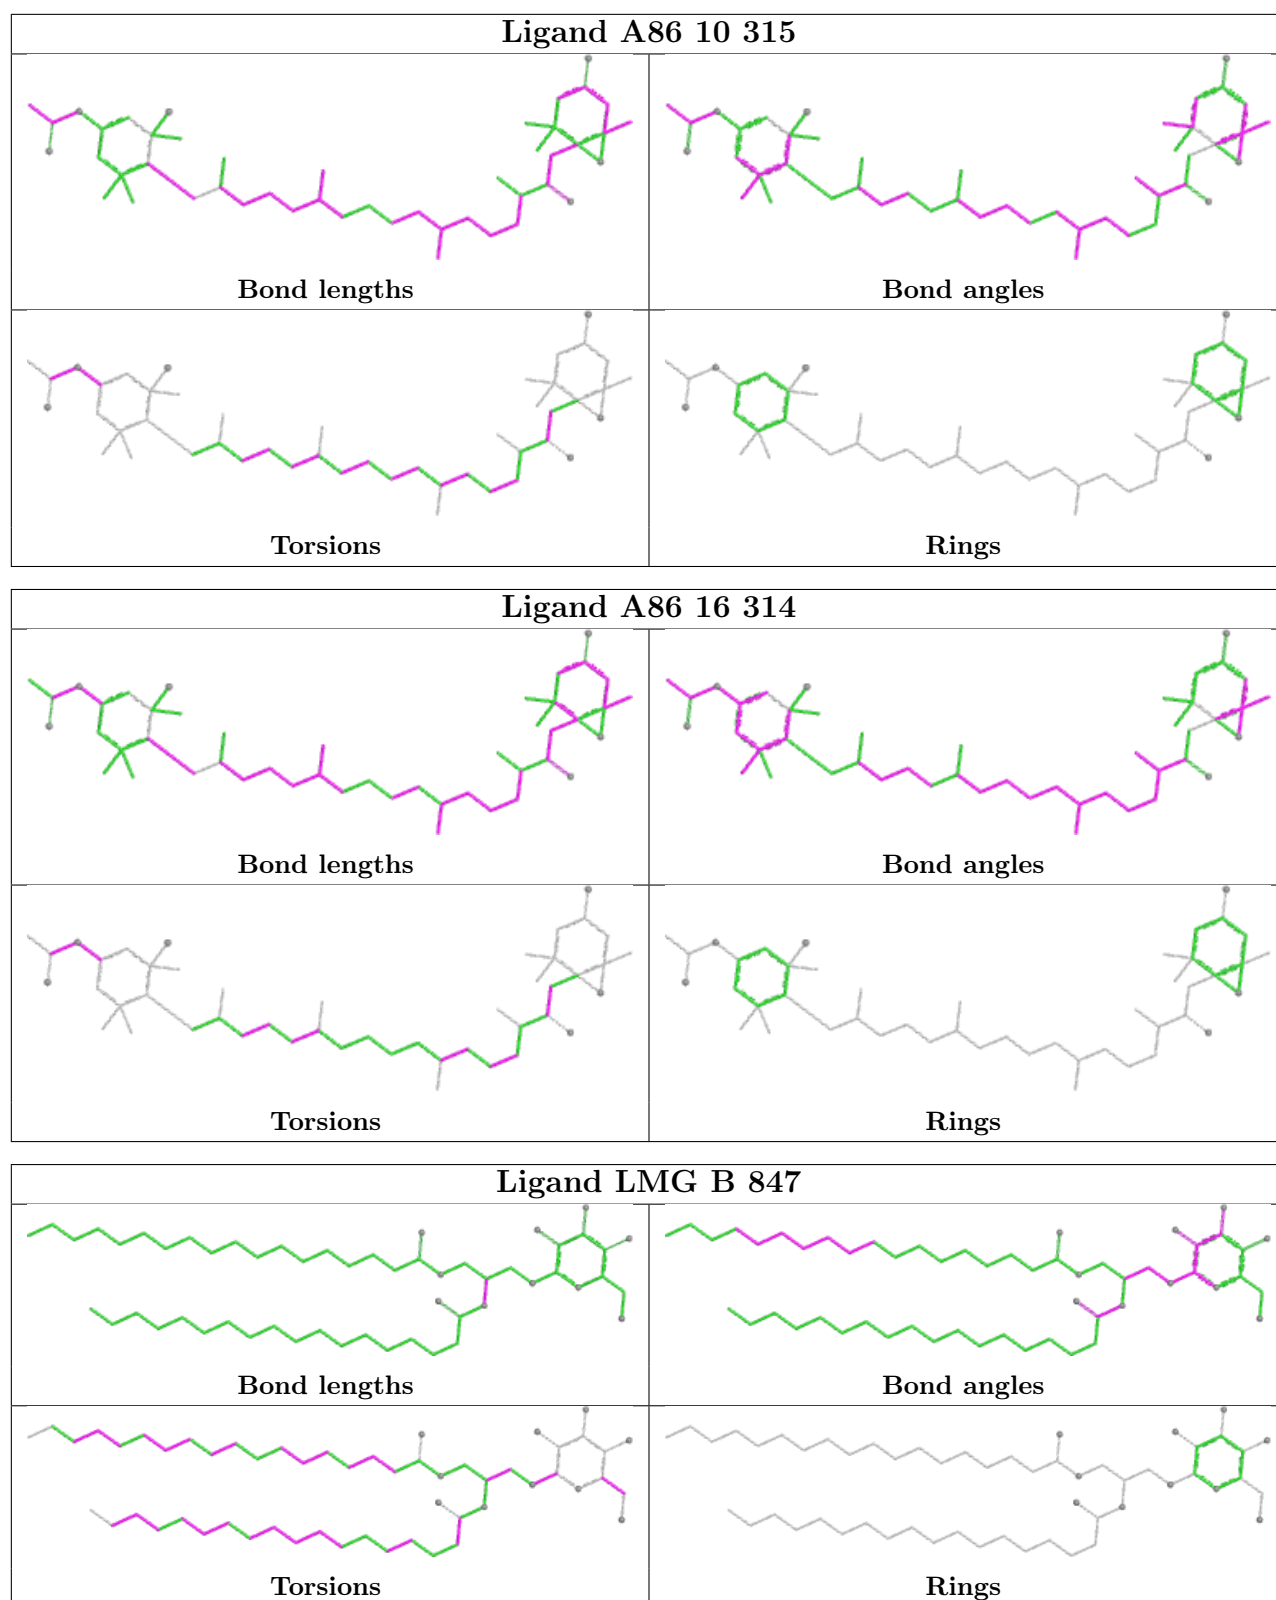 Ligand A86 10 315
Bond lengths
Bond angles
Torsions
Rings
Ligand A86 16 314
Bond lengths
Bond angles
Torsions
Rings
Ligand LMG B 847
Bond lengths
Bond angles
Torsions
Rings